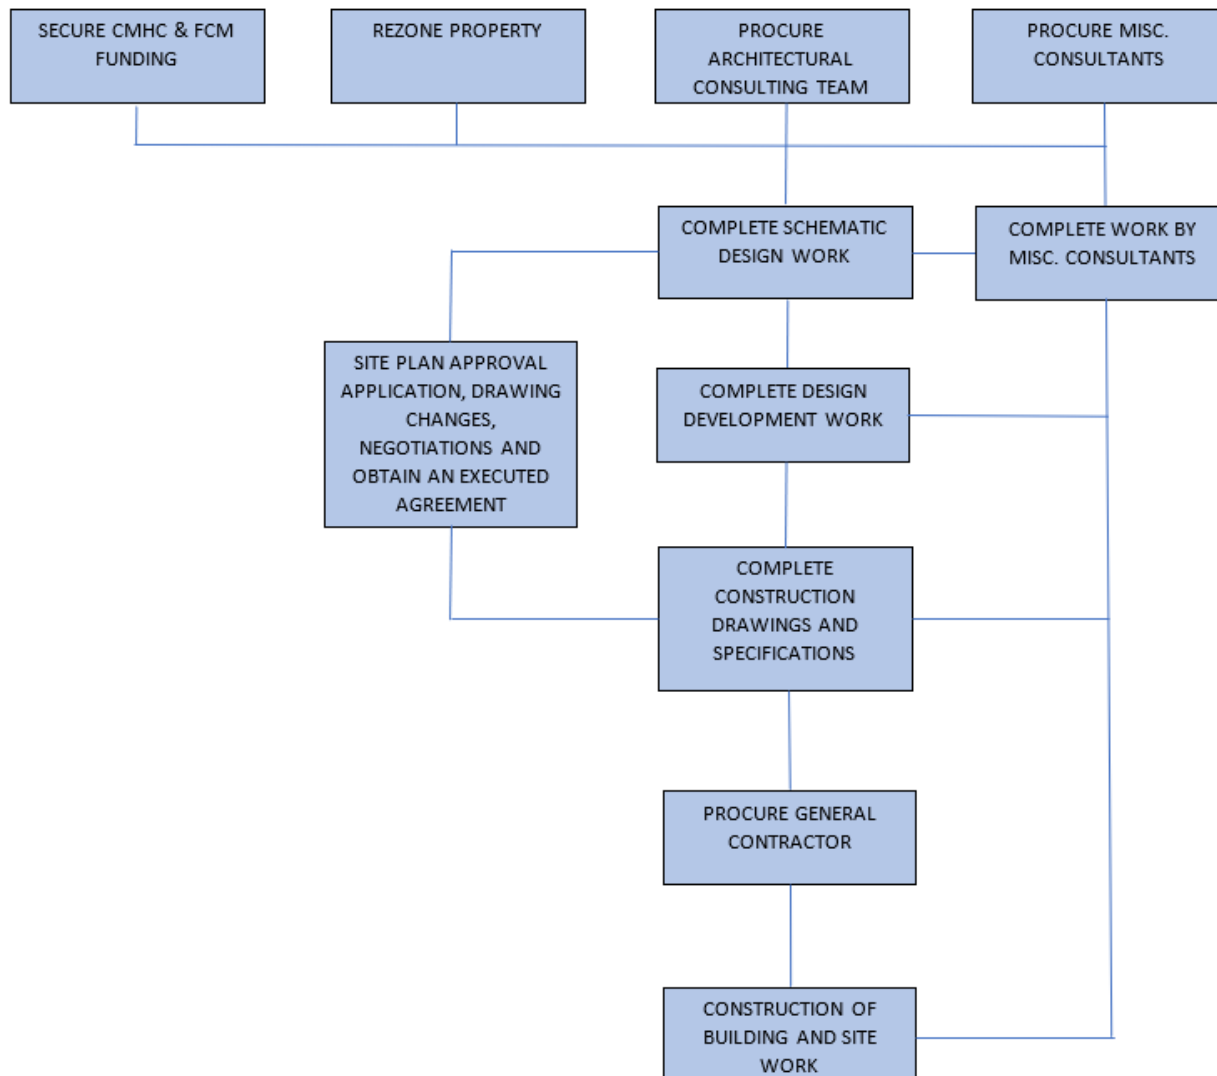 SECURE CMHC & FCM
FUNDING
REZONE PROPERTY
PROCURE
ARCHITECTURAL
CONSULTING TEAM
PROCURE MISC.
CONSULTANTS
COMPLETE SCHEMATIC
DESIGN WORK
COMPLETE WORK BY
MISC. CONSULTANTS
SITE PLAN APPROVAL
APPLICATION, DRAWING
CHANGES,
NEGOTIATIONS AND
OBTAIN AN EXECUTED
AGREEMENT
COMPLETE DESIGN
DEVELOPMENT WORK
COMPLETE
CONSTRUCTION
DRAWINGS AND
SPECIFICATIONS
PROCURE GENERAL
CONTRACTOR
CONSTRUCTION OF
BUILDING AND SITE
WORK